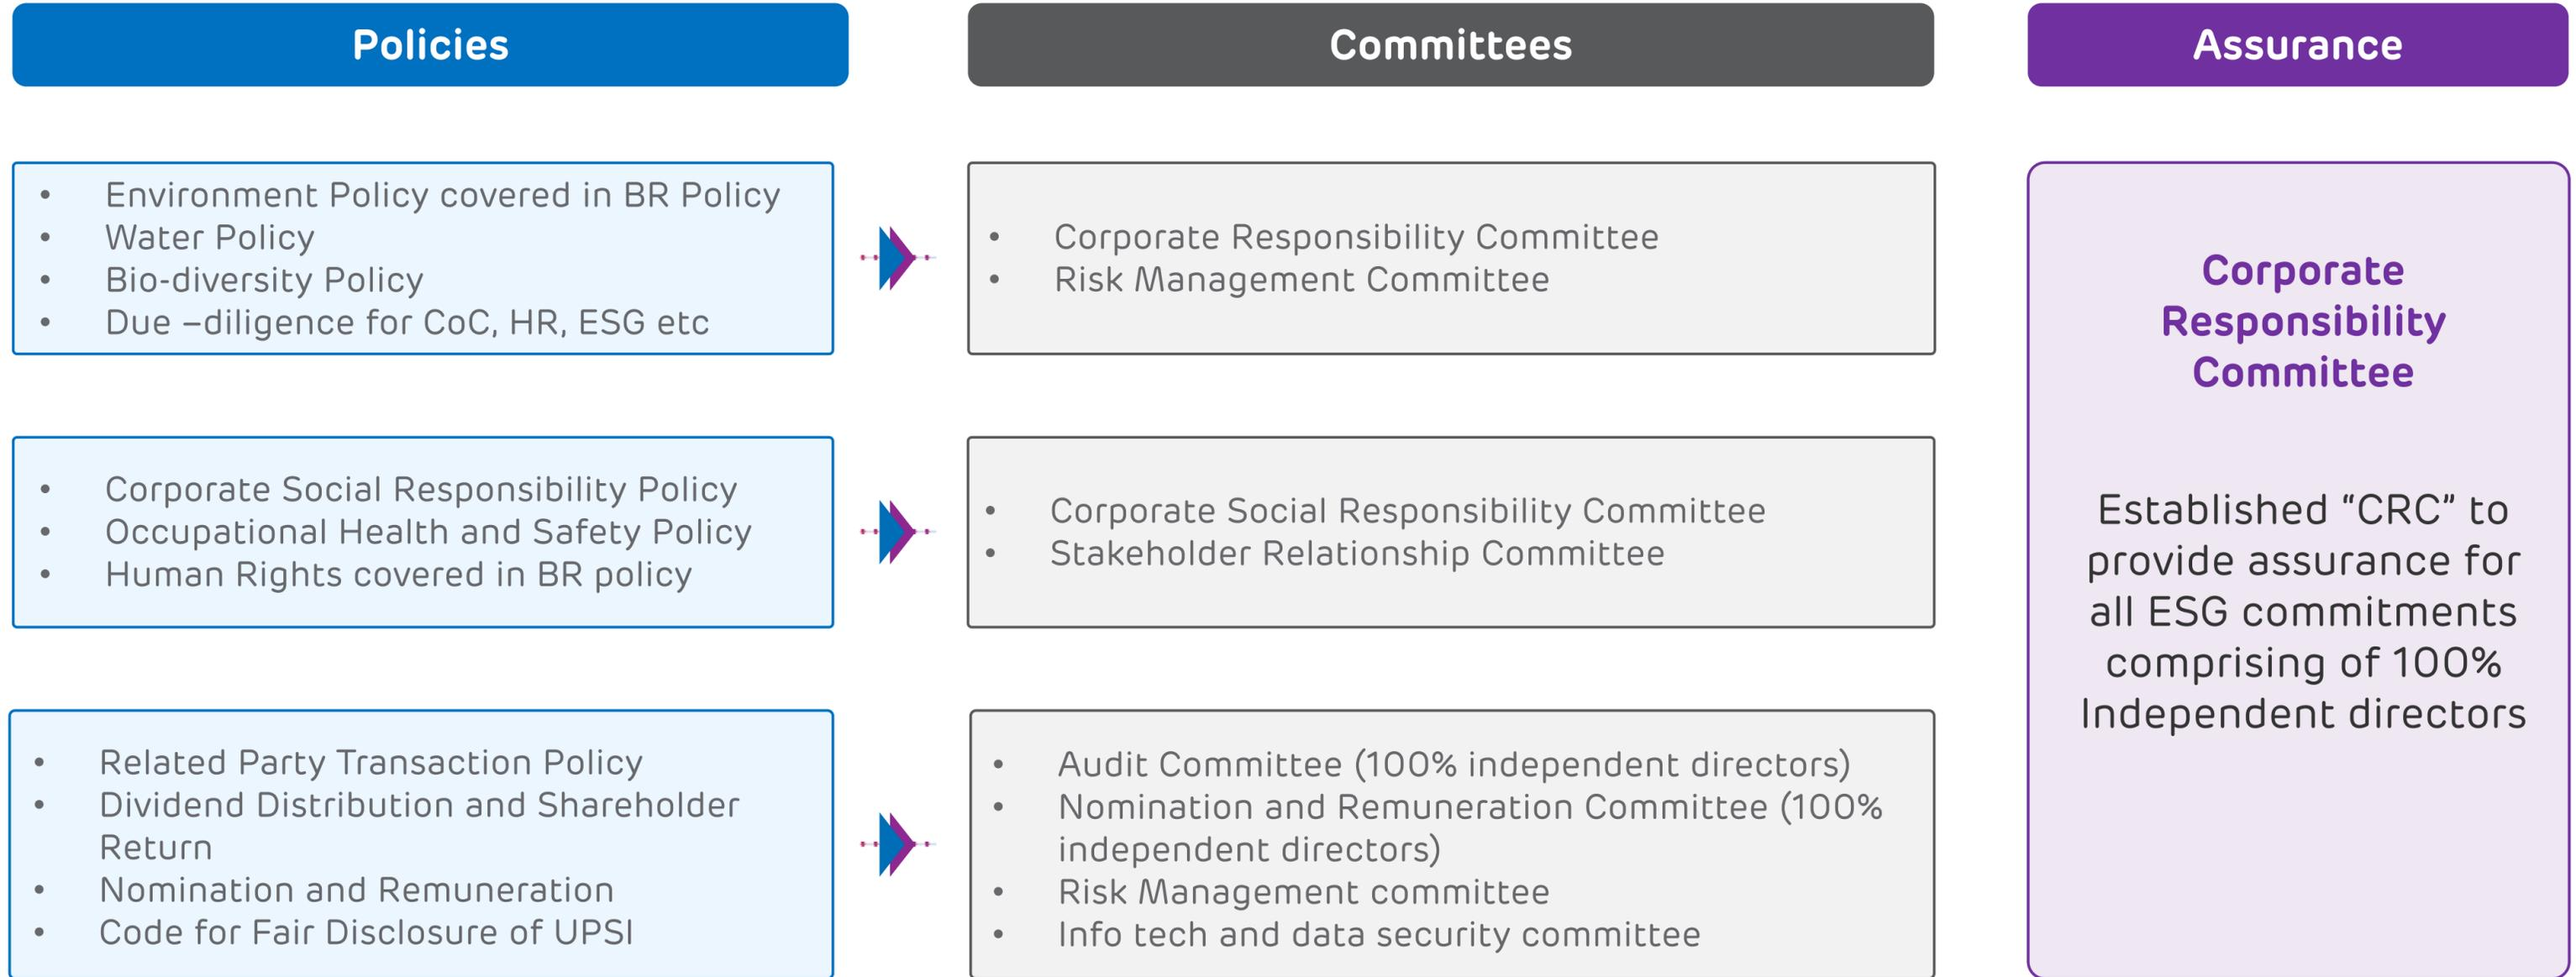 Policies
Committees
Assurance
• Environment Policy covered in BR Policy
• Water Policy
• Bio-diversity Policy
• Due –diligence for CoC, HR, ESG etc
• Corporate Responsibility Committee
• Risk Management Committee
• Corporate Social Responsibility Policy
• Occupational Health and Safety Policy
• Human Rights covered in BR policy
• Corporate Social Responsibility Committee
• Stakeholder Relationship Committee
• Related Party Transaction Policy
• Dividend Distribution and Shareholder
Return
• Nomination and Remuneration
• Code for Fair Disclosure of UPSI
• Audit Committee (100% independent directors)
• Nomination and Remuneration Committee (100%
independent directors)
• Risk Management committee
• Info tech and data security committee
Corporate
Responsibility
Committee
Established “CRC” to
provide assurance for
all ESG commitments
comprising of 100%
Independent directors